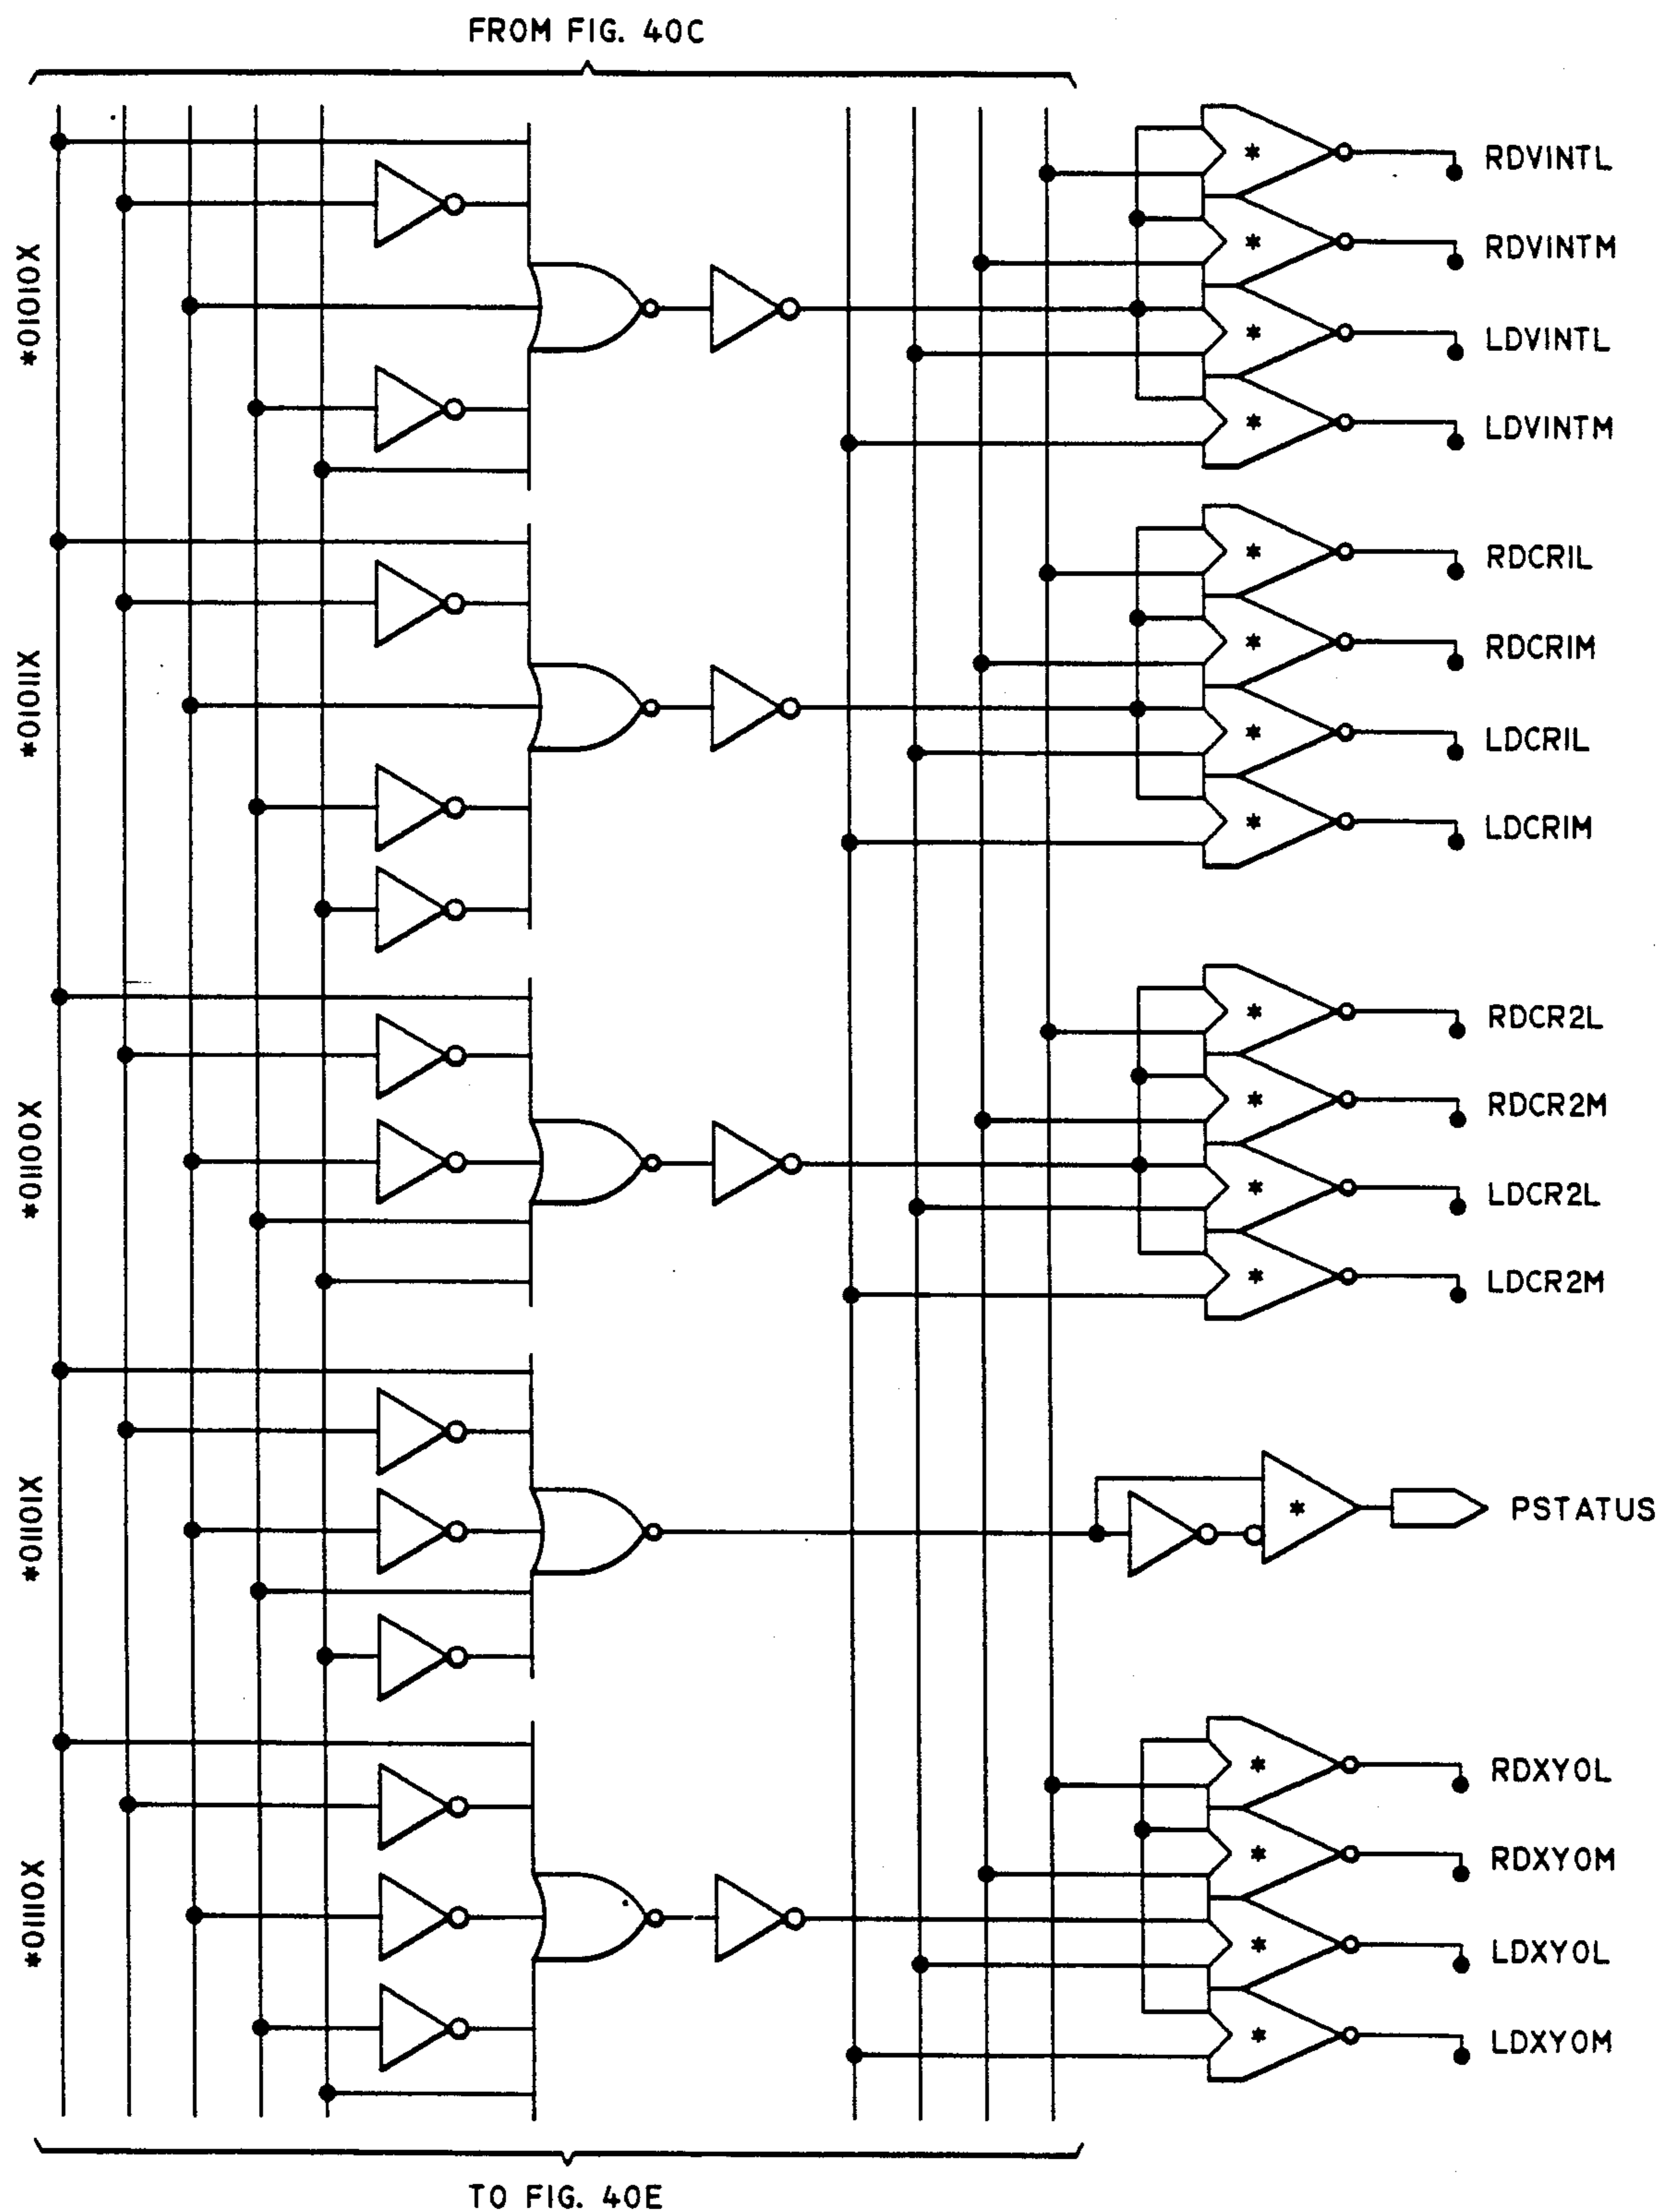 FROM FIG. 40C
*01010X
RDVINTL
RDVINTM
LDVINTL
LDVINTM
*01011X
RDCR1L
RDCR1M
LDCR1L
LDCR1M
*01100X
RDCR2L
RDCR2M
LDCR2L
LDCR2M
*01101X
PSTATUS
*01110X
RDXY0L
RDXY0M
LDXY0L
LDXY0M
TO FIG. 40E